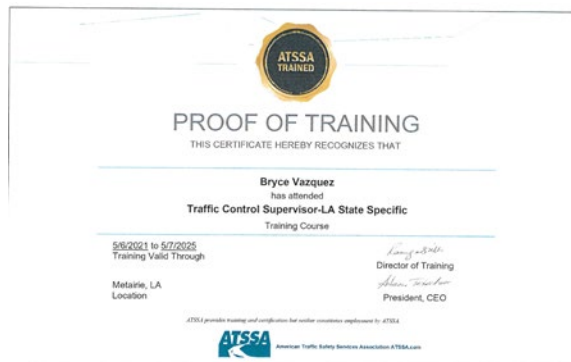 ATSSA
TRAINED
PROOF OF TRAINING
THIS CERTIFICATE HEREBY RECOGNIZES THAT
Bryce Vazquez
has attended
Traffic Control Supervisor-LA State Specific
Training Course
5/6/2021 to 5/7/2025
Training Valid Through
Director of Training
Metairie, LA
Location
President, CEO
ATSSA provides training and certification but neither constitutes employment by ATSSA
ATSSA
American Traffic Safety Services Association ATSSA.com